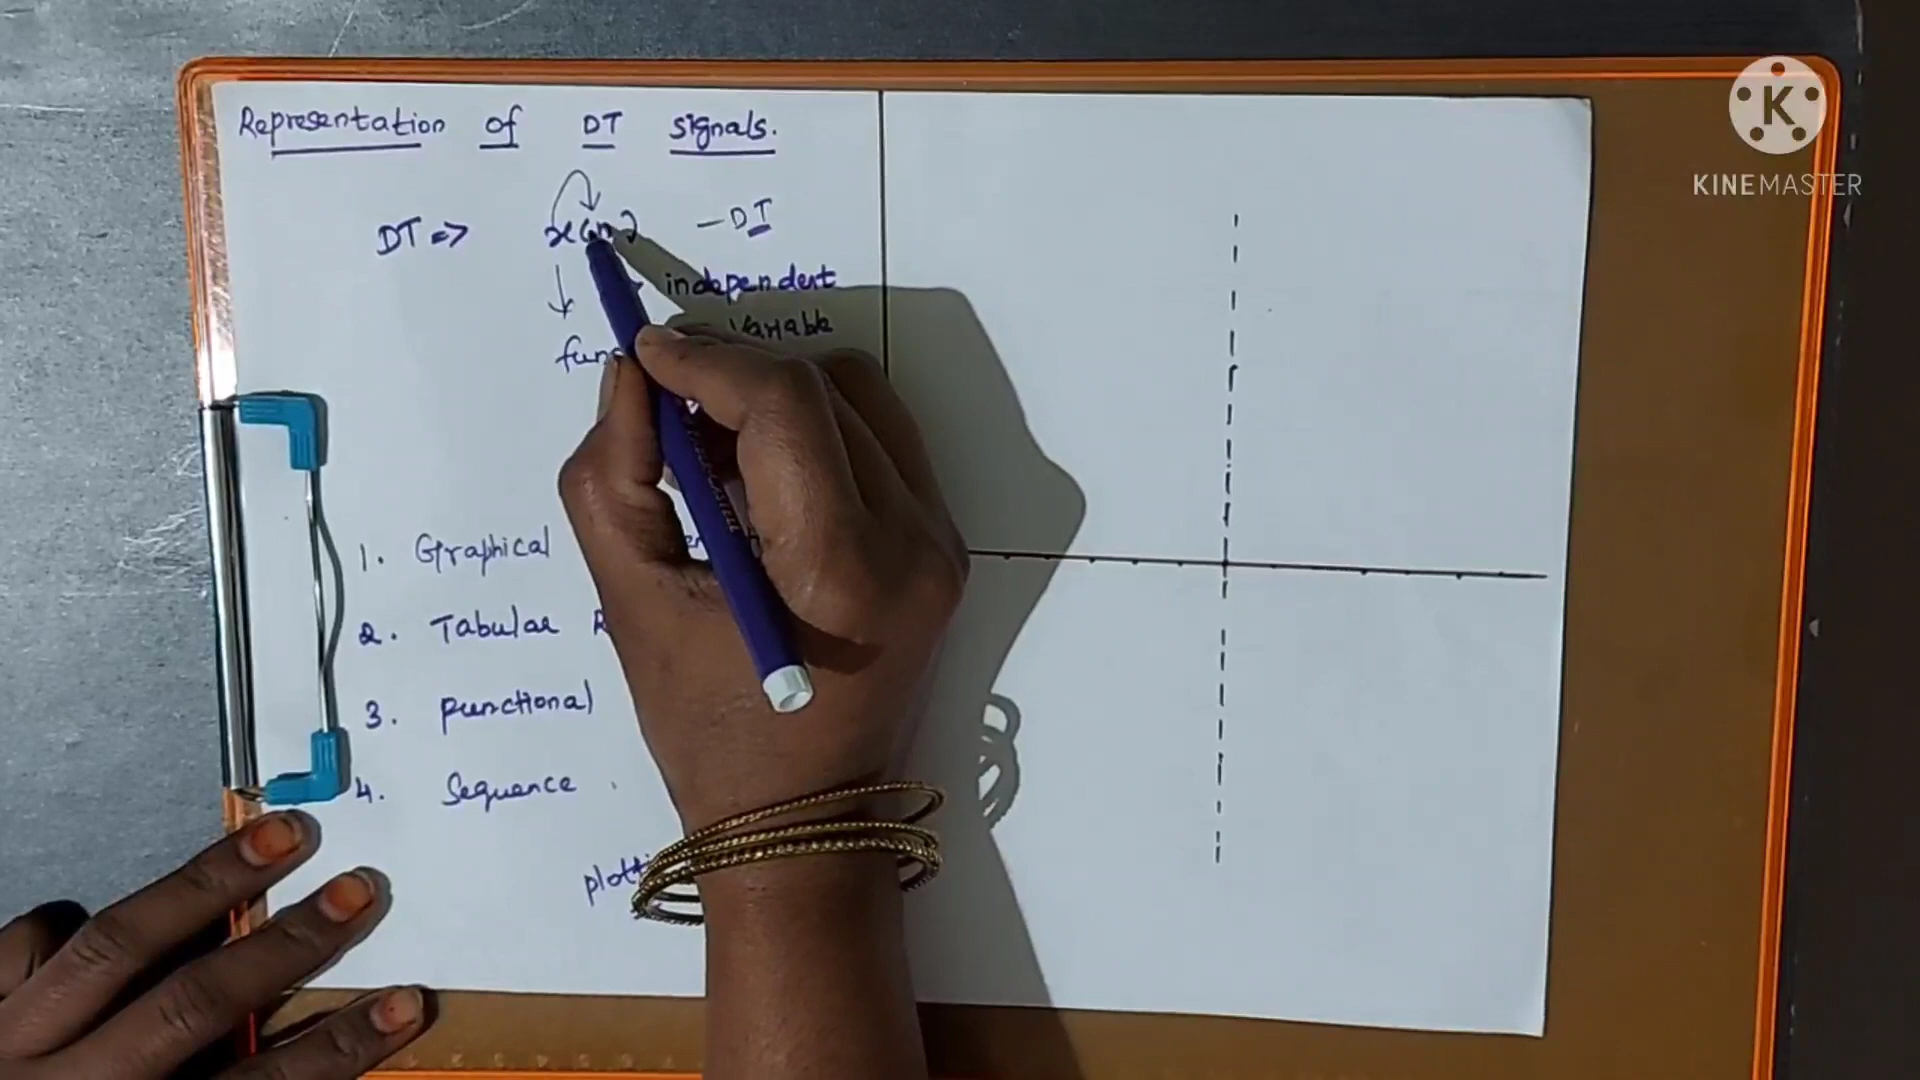 Representation of DT signals.
DT => x(n) - DT
independent
variable
1. Graphical
2. Tabular R
3. Functional
4. Sequence
K
KINEMASTER